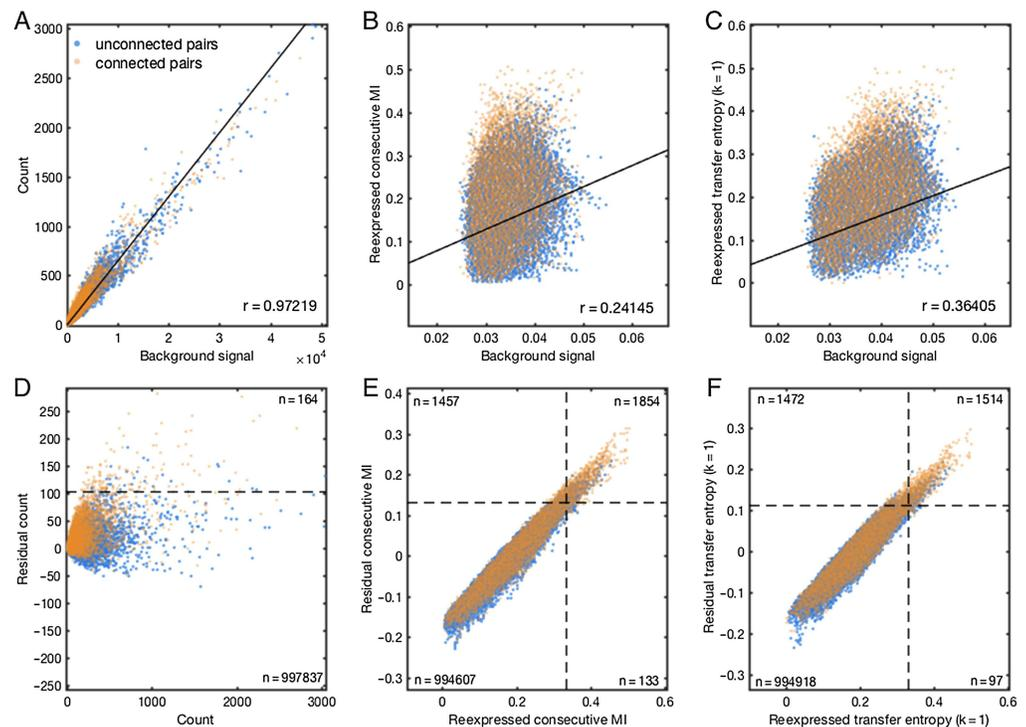 A
3000
2500
2000
1500
1000
500
0
Count
unconnected pairs
connected pairs
r = 0.97219
0 1 2 3 4 5
Background signal
×10⁴
B
0.6
0.5
0.4
0.3
0.2
0.1
0
Reexpressed consecutive MI
r = 0.24145
0.02 0.03 0.04 0.05 0.06
Background signal
C
0.6
0.5
0.4
0.3
0.2
0.1
0
Reexpressed transfer entropy (k = 1)
r = 0.36405
0.02 0.03 0.04 0.05 0.06
Background signal
D
250
200
150
100
50
0
−50
−100
−150
−200
−250
Residual count
n = 164
n = 997837
0 1000 2000 3000
Count
E
0.4
0.3
0.2
0.1
0
−0.1
−0.2
−0.3
Residual consecutive MI
n = 1457
n = 1854
n = 994607
n = 133
0 0.2 0.4 0.6
Reexpressed consecutive MI
F
0.3
0.2
0.1
0
−0.1
−0.2
−0.3
Residual transfer entropy (k = 1)
n = 1472
n = 1514
n = 994918
n = 97
0 0.2 0.4 0.6
Reexpressed transfer entropy (k = 1)